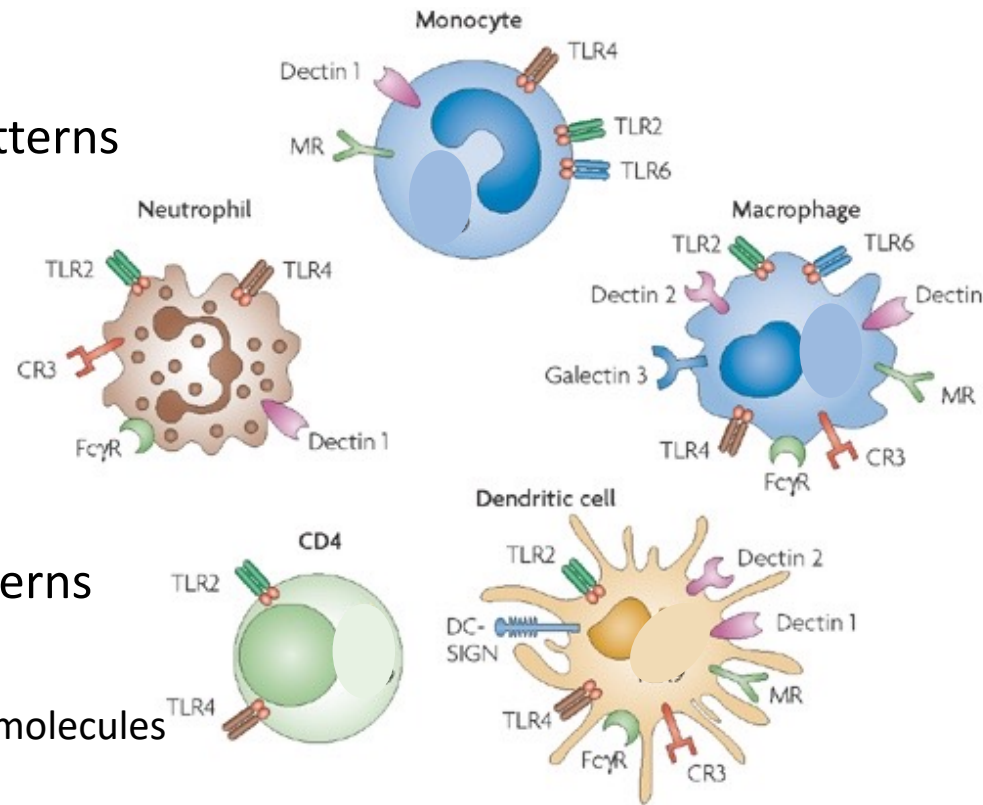 Monocyte
Dectin 1
TLR4
tterns
MR
TLR2
TLR6
Neutrophil
Macrophage
TLR2
TLR4
TLR2
TLR6
Dectin 2
Dectin
CR3
Galectin 3
MR
FcγR
Dectin 1
TLR4
CR3
FcγR
Dendritic cell
CD4
TLR2
Dectin 2
TLR2
erns
DC-
SIGN
Dectin 1
MR
TLR4
molecules
TLR4
FcγR
CR3